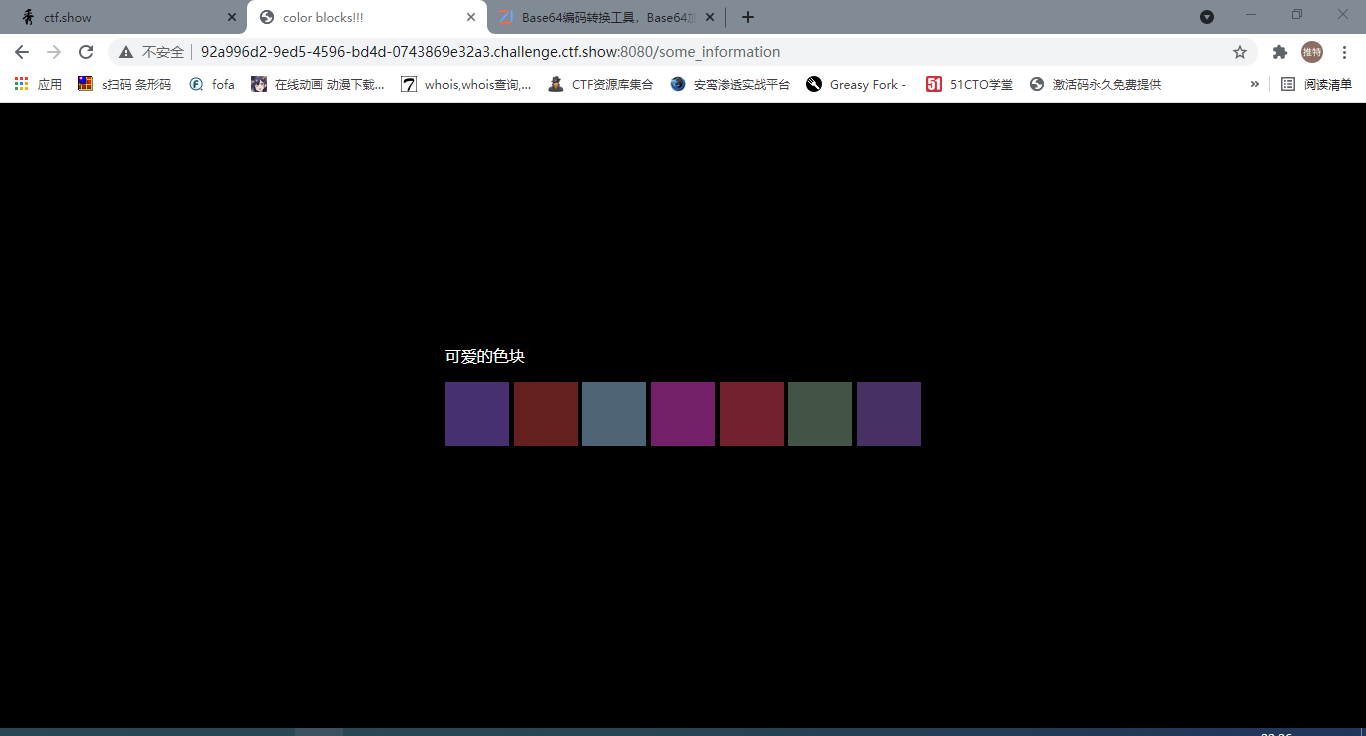 ctf.show
color blocks!!!
Base64编码转换工具，Base64加
不安全
92a996d2-9ed5-4596-bd4d-0743869e32a3.challenge.ctf.show:8080/some_information
推特
应用
s扫码 条形码
fofa
在线动画 动漫下载...
whois,whois查询,...
CTF资源库集合
安鸾渗透实战平台
Greasy Fork -
51
51CTO学堂
激活码永久免费提供
»
阅读清单
可爱的色块